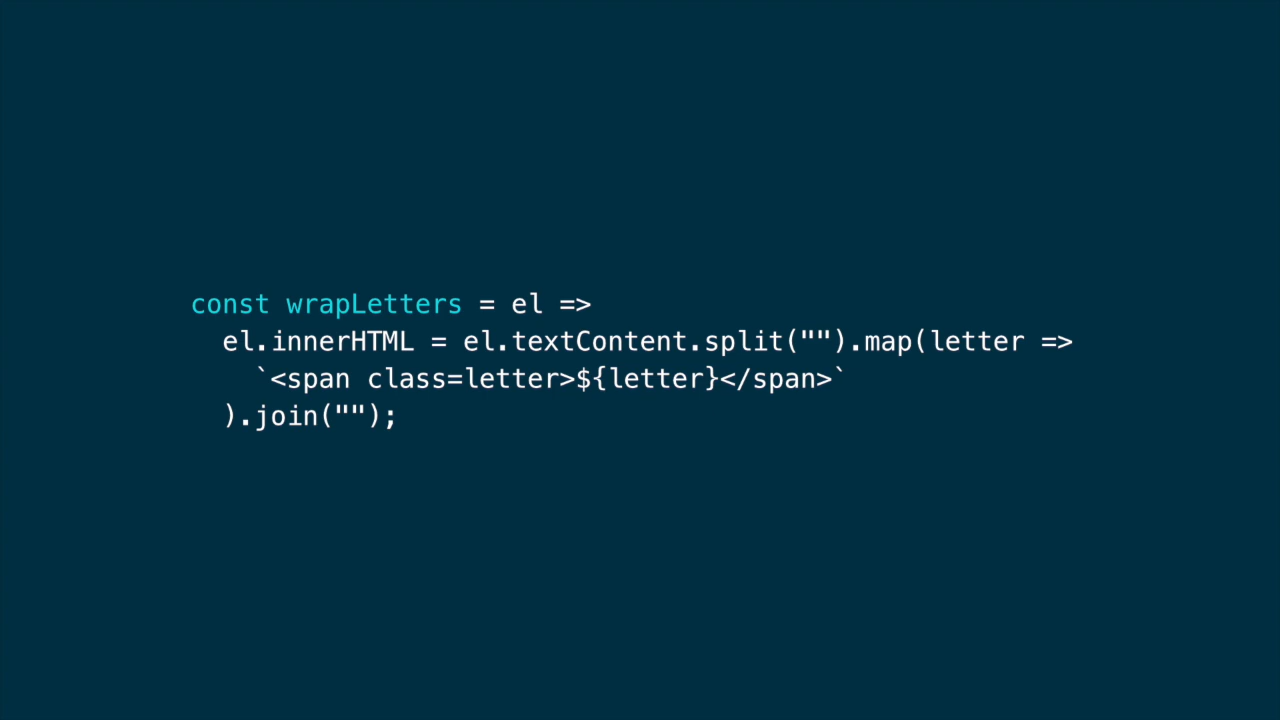 const wrapLetters = el =>
  el.innerHTML = el.textContent.split("").map(letter =>
    `<span class=letter>${letter}</span>`
  ).join("");